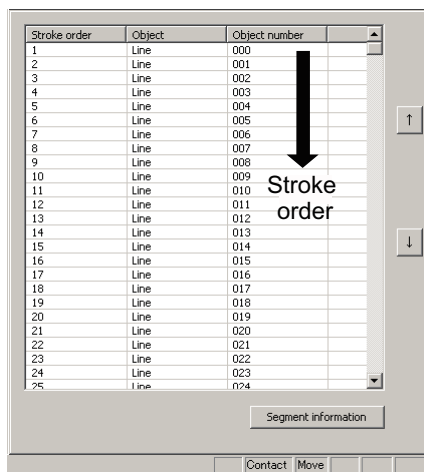 Stroke order Object Object number
1 Line 000
2 Line 001
3 Line 002
4 Line 003
5 Line 004
6 Line 005
7 Line 006
8 Line 007
9 Line 008
10 Line 009
11 Line 010
12 Line 011
13 Line 012
14 Line 013
15 Line 014
16 Line 015
17 Line 016
18 Line 017
19 Line 018
20 Line 019
21 Line 020
22 Line 021
23 Line 022
24 Line 023
25 Line 024
Stroke
order
↑
↓
Segment information
Contact Move